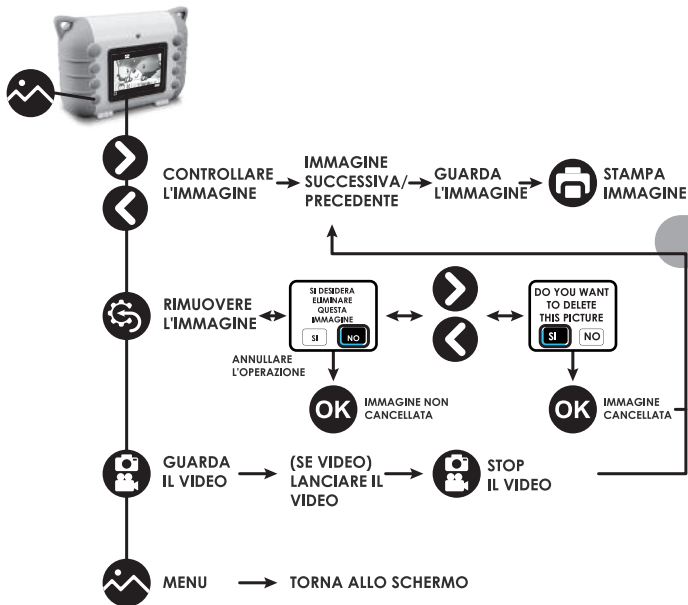 CONTROLLARE
L'IMMAGINE
IMMAGINE
SUCCESSIVA/
PRECEDENTE
GUARDA
L'IMMAGINE
STAMPA
IMMAGINE
RIMUOVERE
L'IMMAGINE
SI DESIDERA
ELIMINARE
QUESTA
IMMAGINE
SI NO
DO YOU WANT
TO DELETE
THIS PICTURE
SI NO
ANNULLARE
L'OPERAZIONE
OK
IMMAGINE NON
CANCELLATA
OK
IMMAGINE
CANCELLATA
GUARDA
IL VIDEO
(SE VIDEO)
LANCIARE IL
VIDEO
STOP
IL VIDEO
MENU
TORNA ALLO SCHERMO